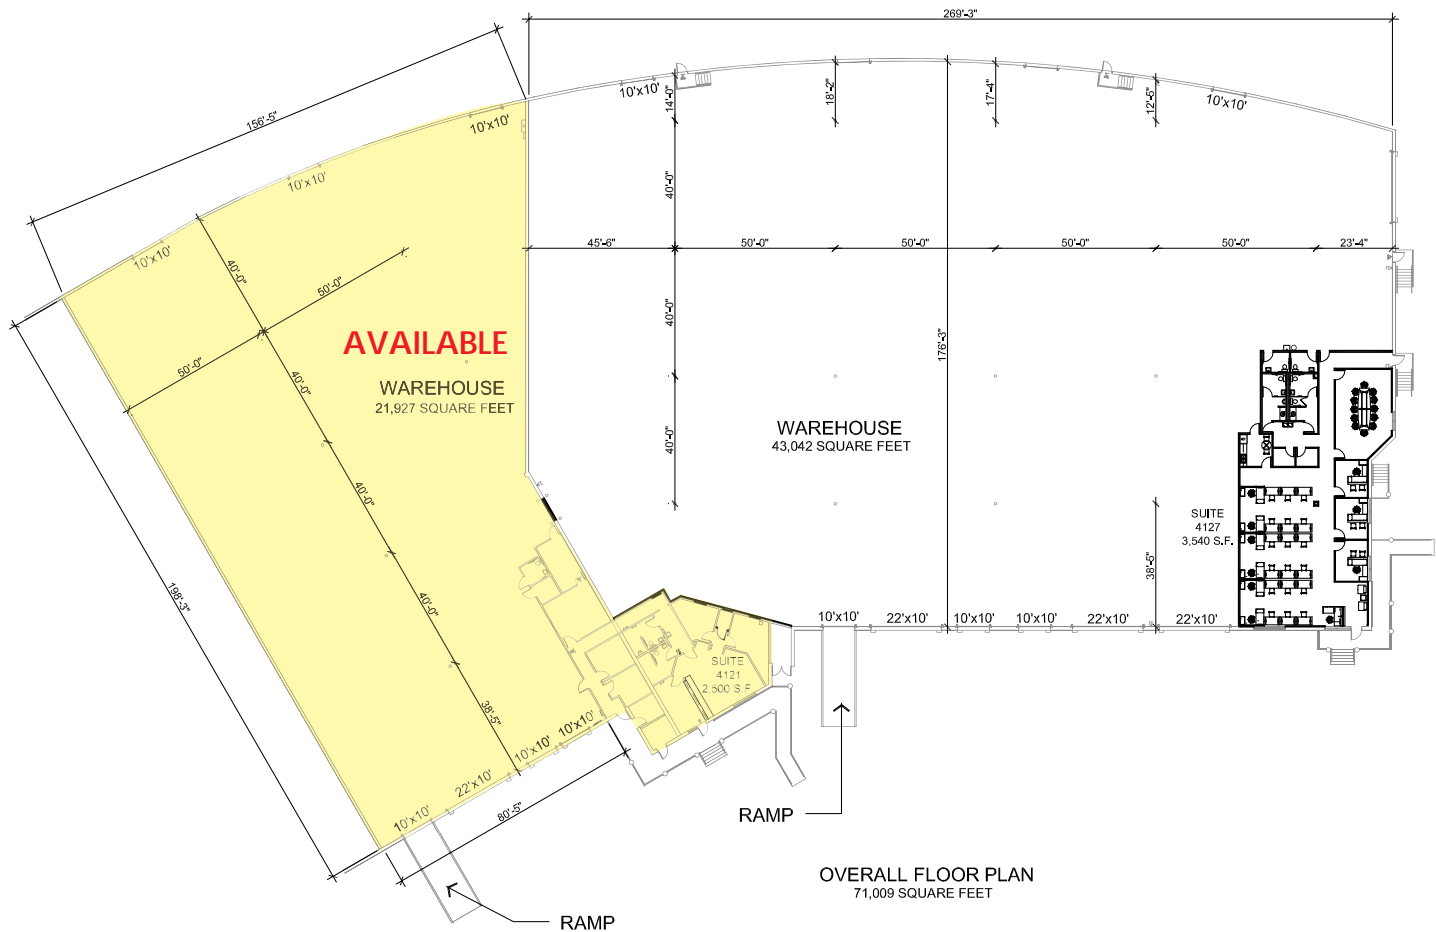 269'-3"
156'-5"
10'x10'
10'x10'
10'x10'
10'x10'
14'-0"
18'-2"
17'-4"
12'-5"
10'x10'
40'-0"
40'-0"
50'-0"
50'-0"
45'-6"
50'-0"
50'-0"
50'-0"
50'-0"
23'-4"
40'-0"
176'-3"
AVAILABLE
WAREHOUSE
21,927 SQUARE FEET
40'-0"
40'-0"
40'-0"
WAREHOUSE
43,042 SQUARE FEET
40'-0"
SUITE
4127
3,540 S.F.
38'-5"
198'-3"
40'-0"
10'x10'
22'x10'
10'x10'
10'x10'
22'x10'
22'x10'
SUITE
4121
2,500 S.F
38'-5"
10'x10'
22'x10'
10'x10'
10'x10'
80'-5"
RAMP
OVERALL FLOOR PLAN
71,009 SQUARE FEET
RAMP